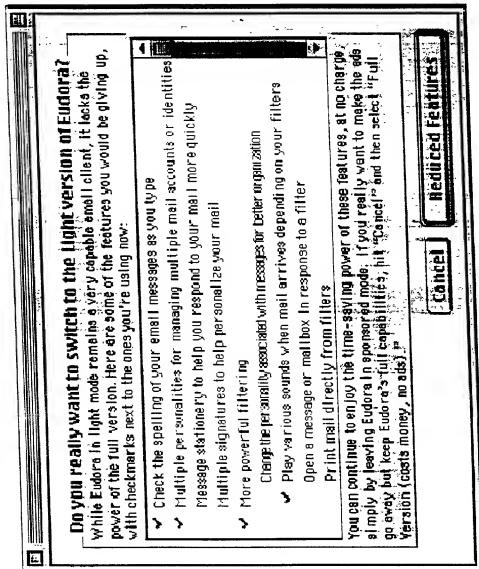 Do you really want to switch to the Light version of Eudora?
While Eudora in light mode remains a very capable email client, it lacks the
power of the full version. Here are some of the features you would be giving up,
with checkmarks next to the ones you're using now:
✓ Check the spelling of your email messages as you type
✓ Multiple personalities for managing multiple mail accounts or identities
Message stationery to help you respond to your mail more quickly
Multiple signatures to help personalize your mail
✓ More powerful filtering
Change the personality associated with messages for better organization
✓ Play various sounds when mail arrives depending on your filters
Open a message or mailbox in response to a filter
Print mail directly from filters
You can continue to enjoy the time-saving power of these features, at no charge,
simply by leaving Eudora in sponsored mode. If you really want to make the ads
go away but keep Eudora's full capabilities, hit "Cancel" and then select "Full
Version (costs money, no ads)."
Cancel
Reduced Features